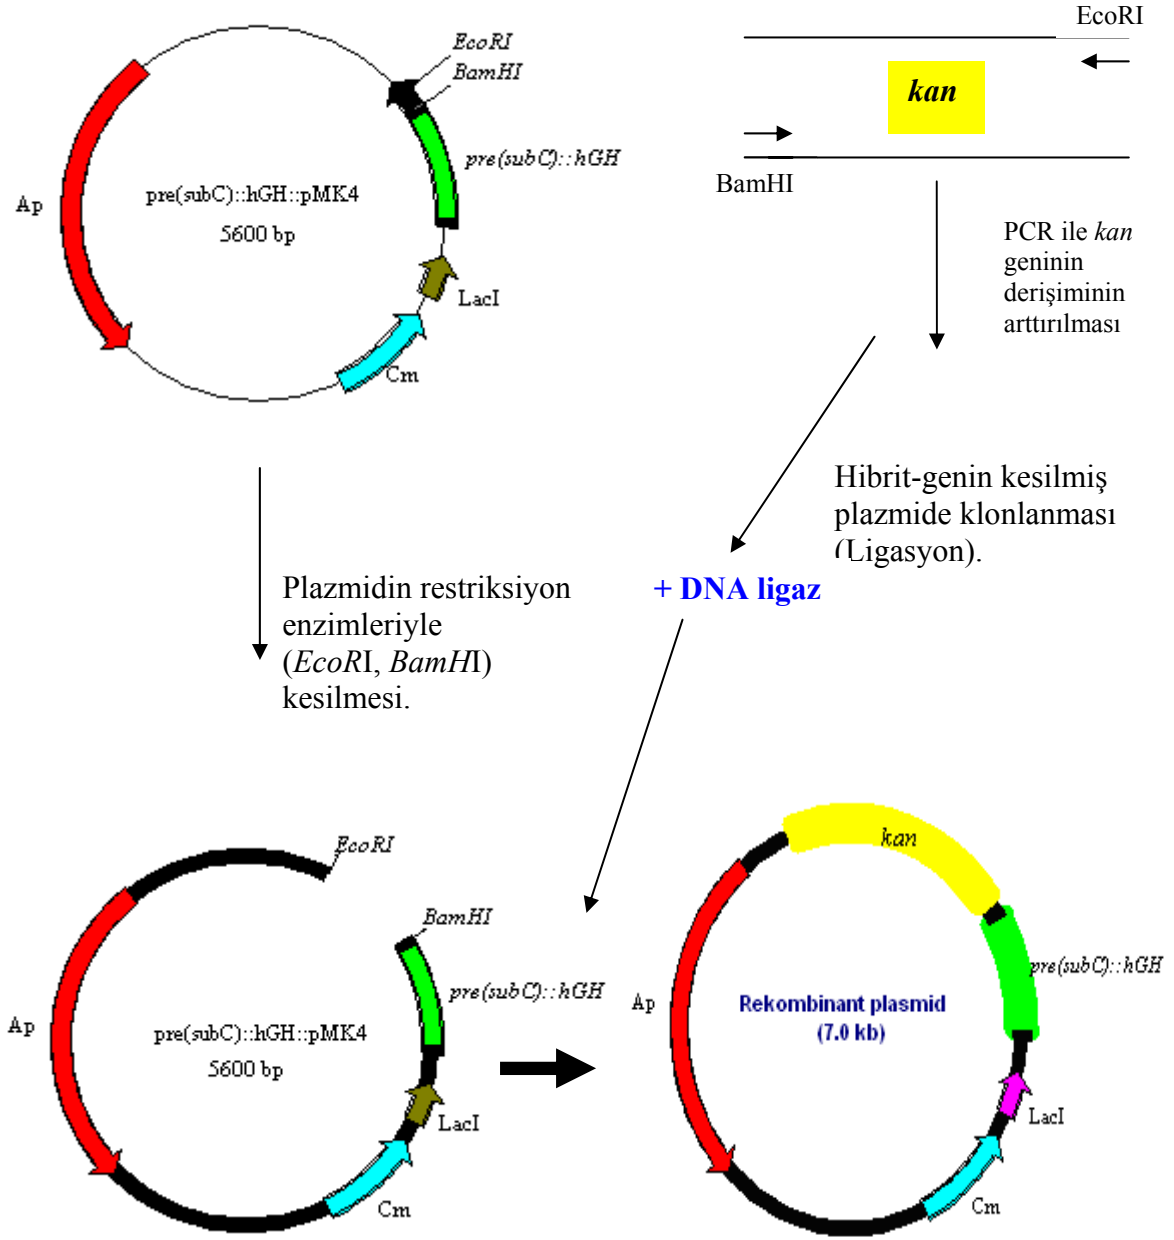 EcoRI
BamHI
pre(subC)::hGH
Ap
pre(subC)::hGH::pMK4
5600 bp
LacI
Cm
EcoRI
kan
BamHI
PCR ile kan
geninin
derişiminin
arttırılması
Hibrit-genin kesilmiş
plazmide klonlanması
(Ligasyon).
+ DNA ligaz
Plazmidin restriksiyon
enzimleriyle
(EcoRI, BamHI)
kesilmesi.
EcoRI
BamHI
pre(subC)::hGH
Ap
pre(subC)::hGH::pMK4
5600 bp
LacI
Cm
kan
pre(subC)::hGH
Ap
Rekombinant plasmid
(7.0 kb)
LacI
Cm